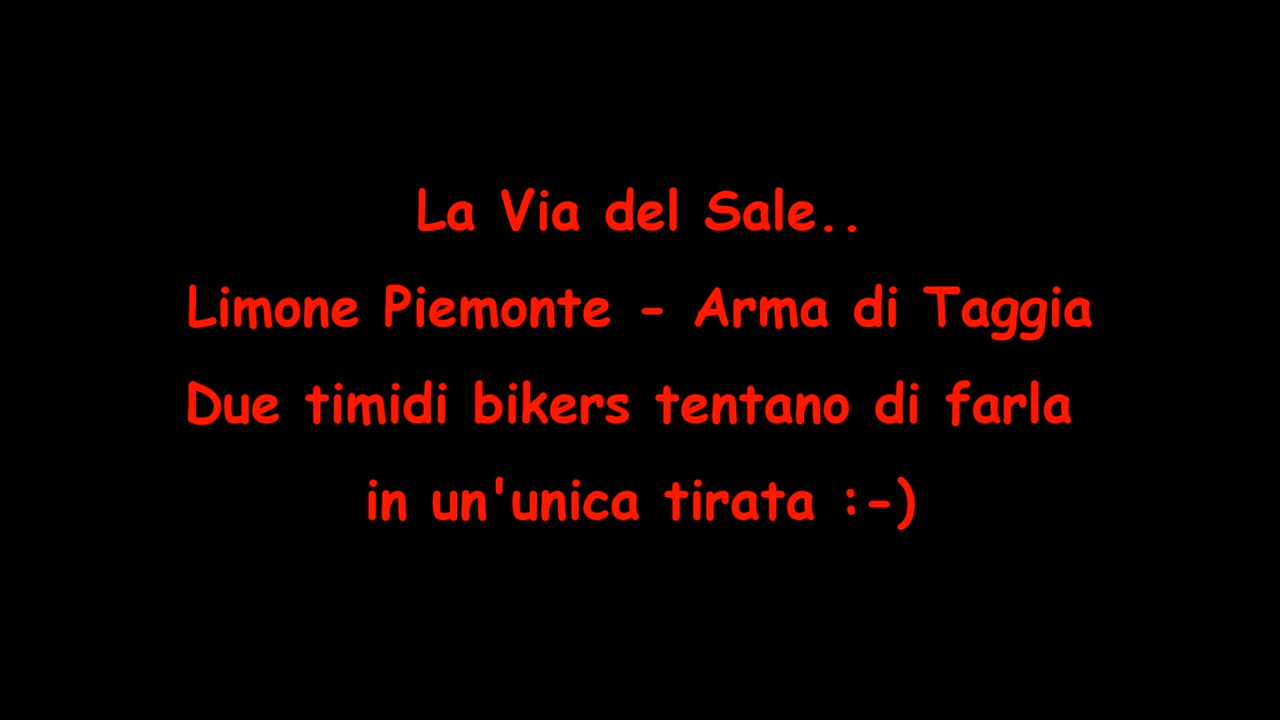 La Via del Sale..
Limone Piemonte - Arma di Taggia
Due timidi bikers tentano di farla
in un'unica tirata :-)